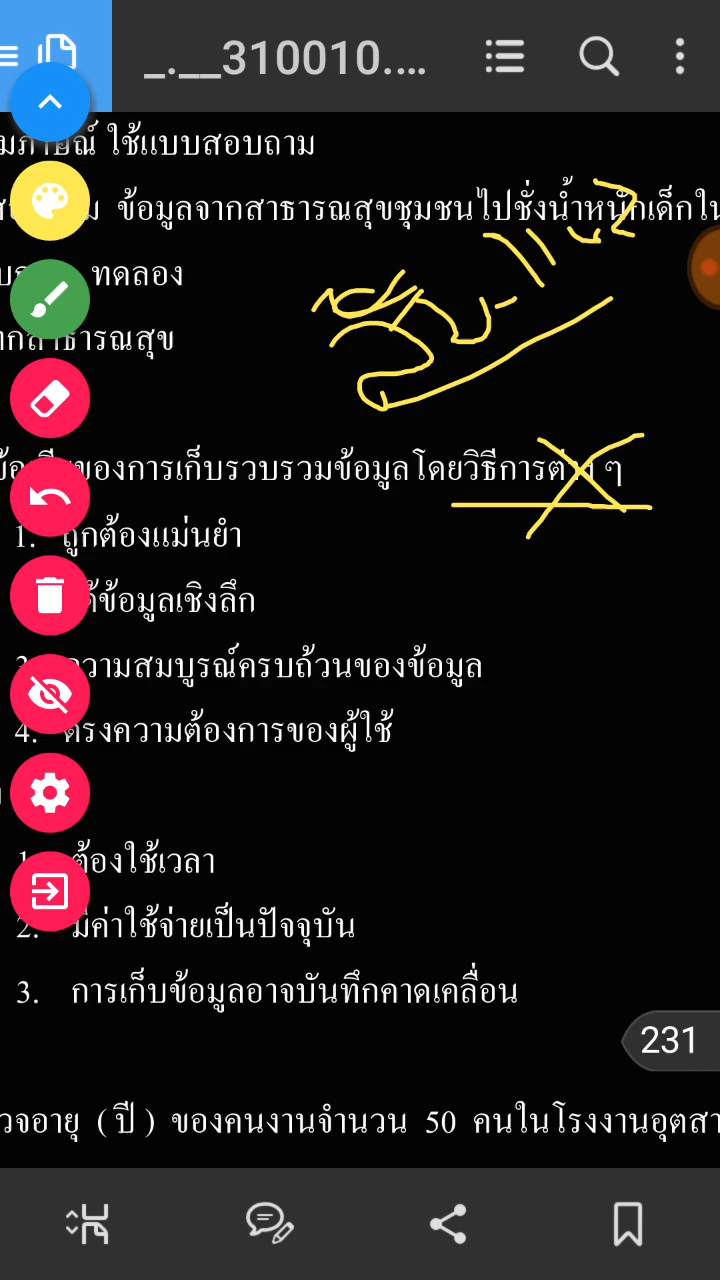 _.__310010....
ใช้แบบสอบถาม
ข้อมูลจากสาธารณสุขชุมชนไปชั่งน้ำหนักเด็กใน
ทดลอง
สาธารณสุข
ของการเก็บรวบรวมข้อมูลโดยวิธีการต่าง ๆ
1. ถูกต้องแม่นยำ
ได้ข้อมูลเชิงลึก
ความสมบูรณ์ครบถ้วนของข้อมูล
4. ตรงความต้องการของผู้ใช้
ต้องใช้เวลา
2. มีค่าใช้จ่ายเป็นปัจจุบัน
3. การเก็บข้อมูลอาจบันทึกคาดเคลื่อน
231
อายุ (ปี) ของคนงานจำนวน 50 คนในโรงงานอุตสา